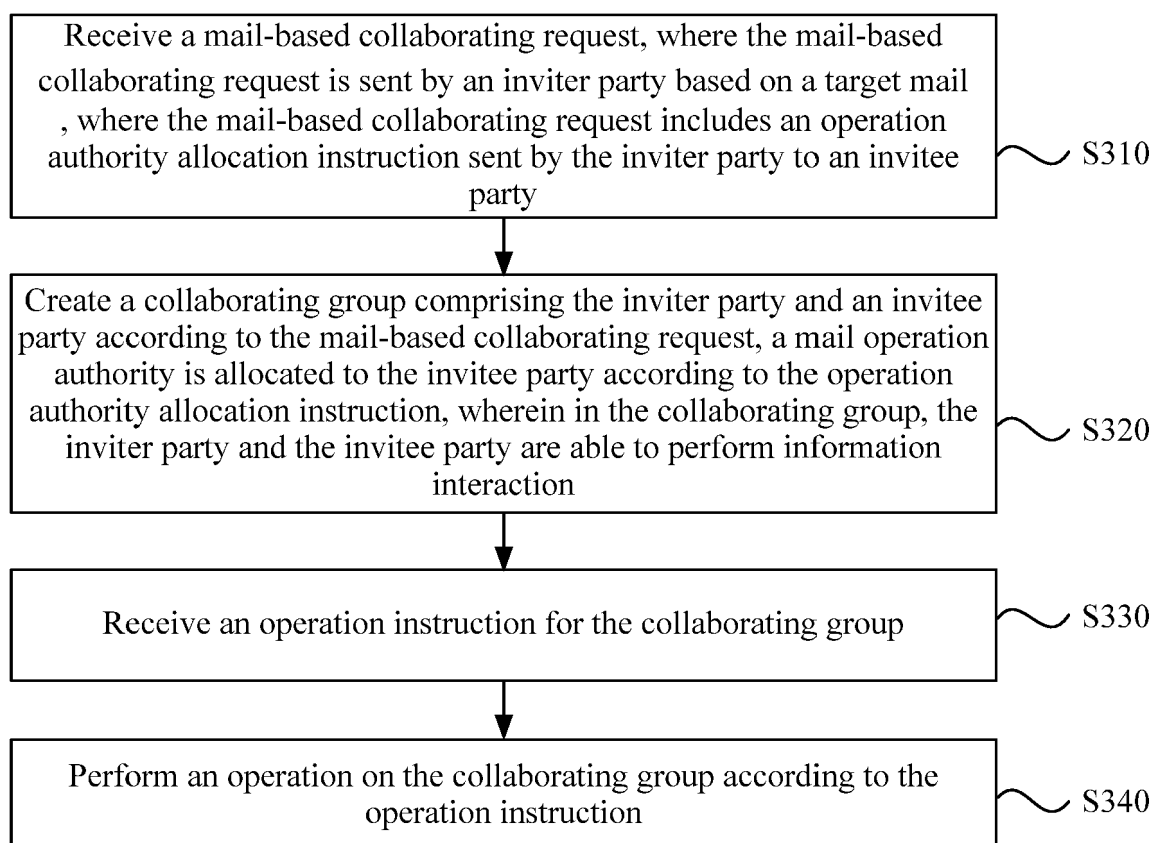 Receive a mail-based collaborating request, where the mail-based
collaborating request is sent by an inviter party based on a target mail
, where the mail-based collaborating request includes an operation
authority allocation instruction sent by the inviter party to an invitee
party
S310
Create a collaborating group comprising the inviter party and an invitee
party according to the mail-based collaborating request, a mail operation
authority is allocated to the invitee party according to the operation
authority allocation instruction, wherein in the collaborating group, the
inviter party and the invitee party are able to perform information
interaction
S320
Receive an operation instruction for the collaborating group
S330
Perform an operation on the collaborating group according to the
operation instruction
S340